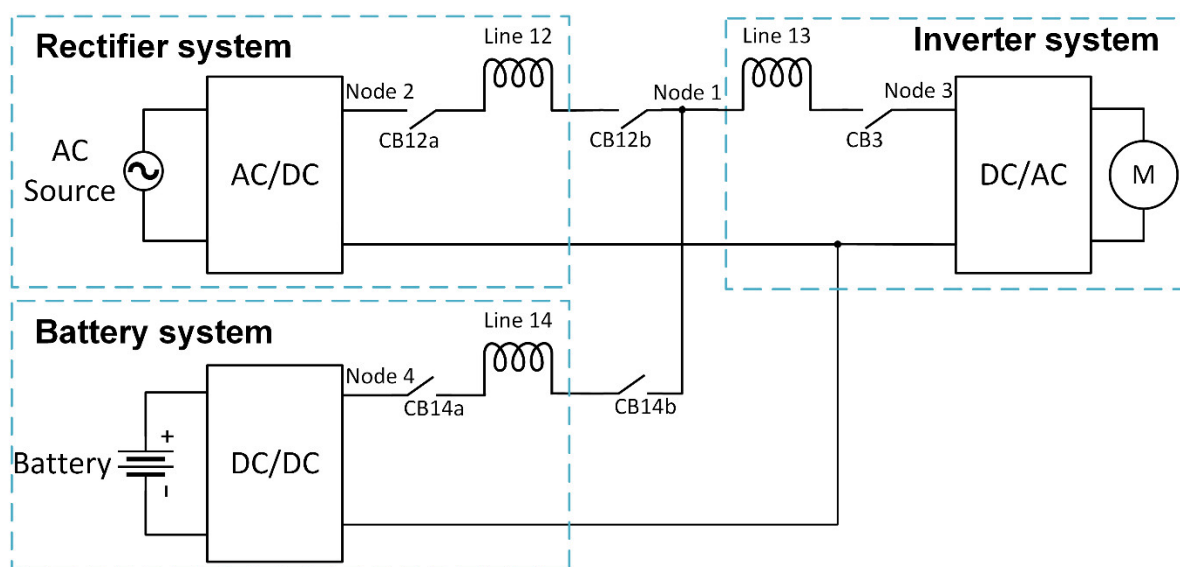 Rectifier system
Line 12
Line 13
Inverter system
Node 2
Node 1
Node 3
CB12a
CB12b
CB3
AC
Source
AC/DC
DC/AC
M
Battery system
Line 14
Node 4
CB14a
CB14b
+
Battery
DC/DC
-